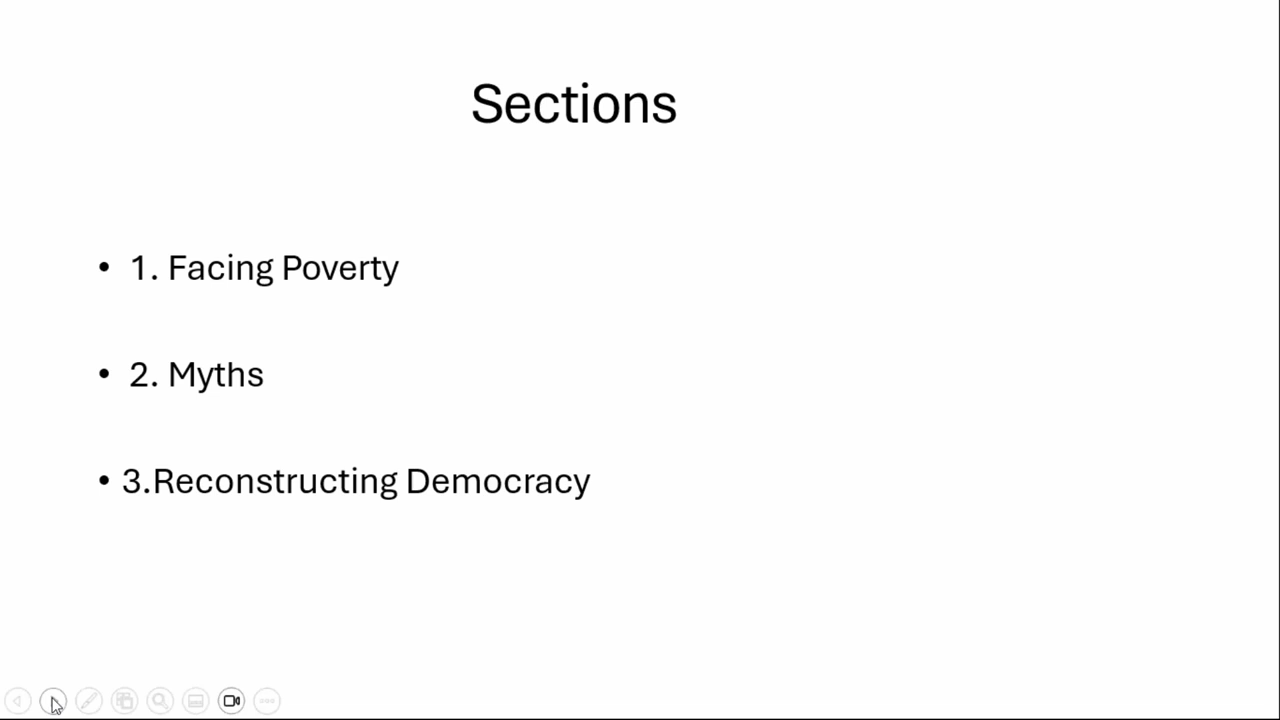 Sections
• 1. Facing Poverty
• 2. Myths
• 3.Reconstructing Democracy